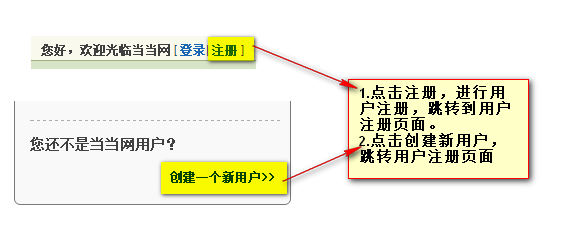 您好，欢迎光临当当网 [登录|注册]
您还不是当当网用户？
创建一个新用户>>
1.点击注册，进行用
户注册，跳转到用户
注册页面。
2.点击创建新用户，
跳转用户注册页面